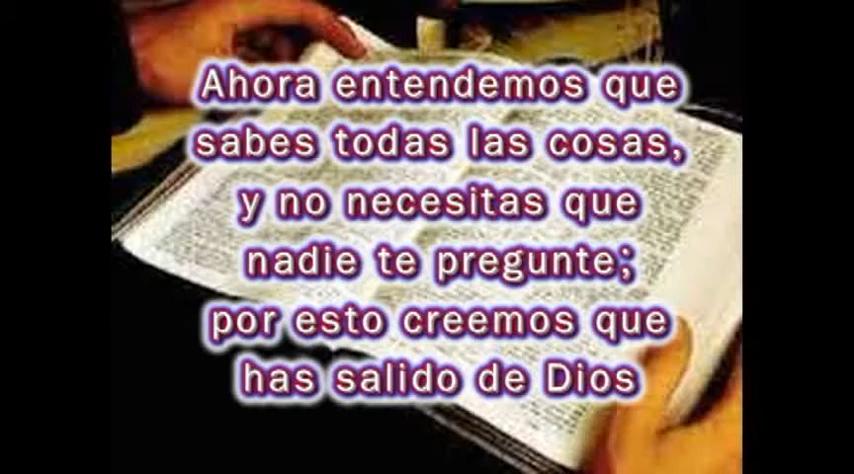 Ahora entendemos que
sabes todas las cosas,
y no necesitas que
nadie te pregunte;
por esto creemos que
has salido de Dios